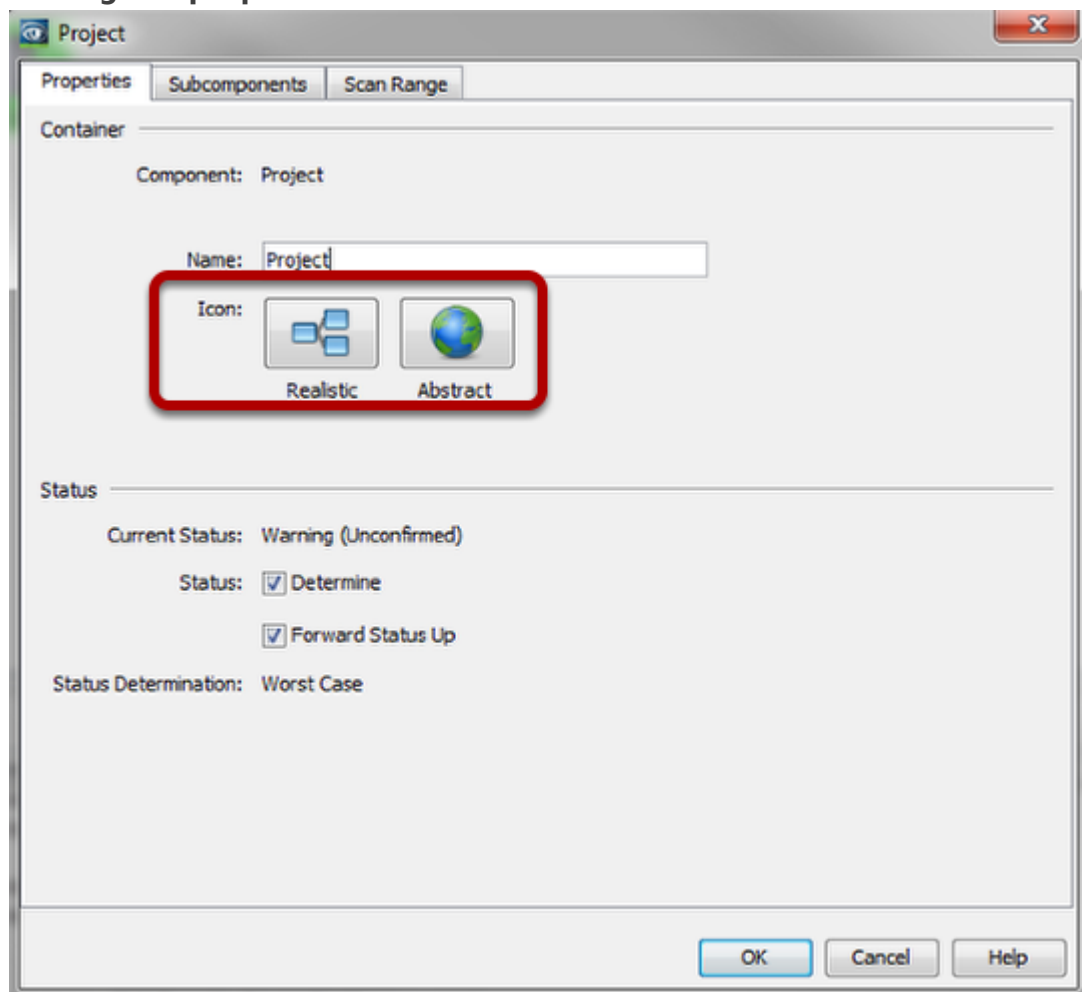 Project
Properties Subcomponents Scan Range
Container
Component: Project
Name: Project
Icon:
Realistic Abstract
Status
Current Status: Warning (Unconfirmed)
Status: Determine
Forward Status Up
Status Determination: Worst Case
OK Cancel Help